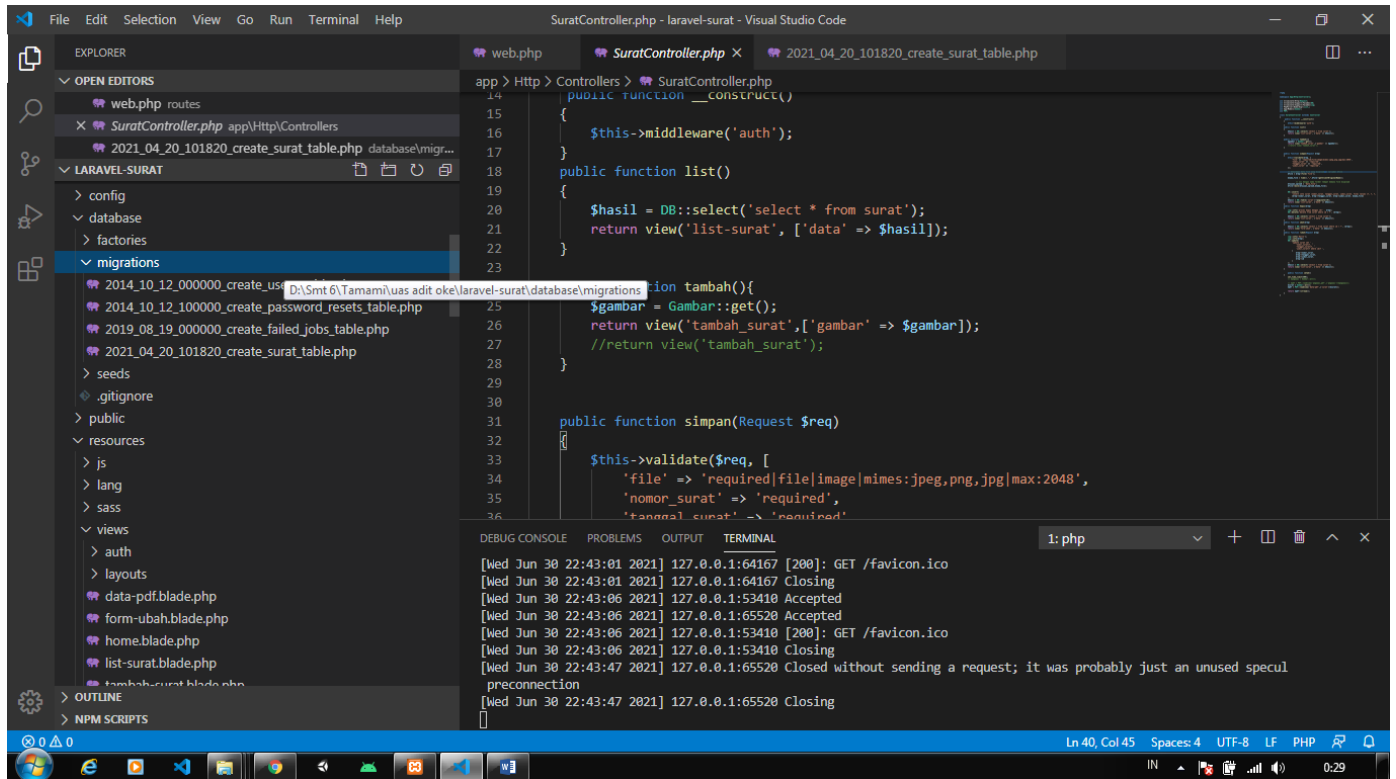 File Edit Selection View Go Run Terminal Help SuratController.php - laravel-surat - Visual Studio Code
EXPLORER
OPEN EDITORS
web.php routes
SuratController.php app\Http\Controllers
2021_04_20_101820_create_surat_table.php database\migr...
LARAVEL-SURAT
config
database
factories
migrations
2014_10_12_000000_create_use
D:\Smt 6\Tamami\uas adit oke\laravel-surat\database\migrations
2014_10_12_100000_create_password_resets_table.php
2019_08_19_000000_create_failed_jobs_table.php
2021_04_20_101820_create_surat_table.php
seeds
.gitignore
public
resources
js
lang
sass
views
auth
layouts
data-pdf.blade.php
form-ubah.blade.php
home.blade.php
list-surat.blade.php
tambah-surat.blade.php
OUTLINE
NPM SCRIPTS
web.php SuratController.php 2021_04_20_101820_create_surat_table.php
app > Http > Controllers > SuratController.php
14 public function __construct()
15 {
16 $this->middleware('auth');
17 }
18 public function list()
19 {
20 $hasil = DB::select('select * from surat');
21 return view('list-surat', ['data' => $hasil]);
22 }
23
tion tambah(){
25 $gambar = Gambar::get();
26 return view('tambah_surat',['gambar' => $gambar]);
27 //return view('tambah_surat');
28 }
29
30
31 public function simpan(Request $req)
32 {
33 $this->validate($req, [
34 'file' => 'required|file|image|mimes:jpeg,png,jpg|max:2048',
35 'nomor_surat' => 'required',
36 'tanggal_surat' => 'required'
DEBUG CONSOLE PROBLEMS OUTPUT TERMINAL 1: php
[Wed Jun 30 22:43:01 2021] 127.0.0.1:64167 [200]: GET /favicon.ico
[Wed Jun 30 22:43:01 2021] 127.0.0.1:64167 Closing
[Wed Jun 30 22:43:06 2021] 127.0.0.1:53410 Accepted
[Wed Jun 30 22:43:06 2021] 127.0.0.1:65520 Accepted
[Wed Jun 30 22:43:06 2021] 127.0.0.1:53410 [200]: GET /favicon.ico
[Wed Jun 30 22:43:06 2021] 127.0.0.1:53410 Closing
[Wed Jun 30 22:43:47 2021] 127.0.0.1:65520 Closed without sending a request; it was probably just an unused specul
preconnection
[Wed Jun 30 22:43:47 2021] 127.0.0.1:65520 Closing
0 0 Ln 40, Col 45 Spaces: 4 UTF-8 LF PHP
IN 0:29